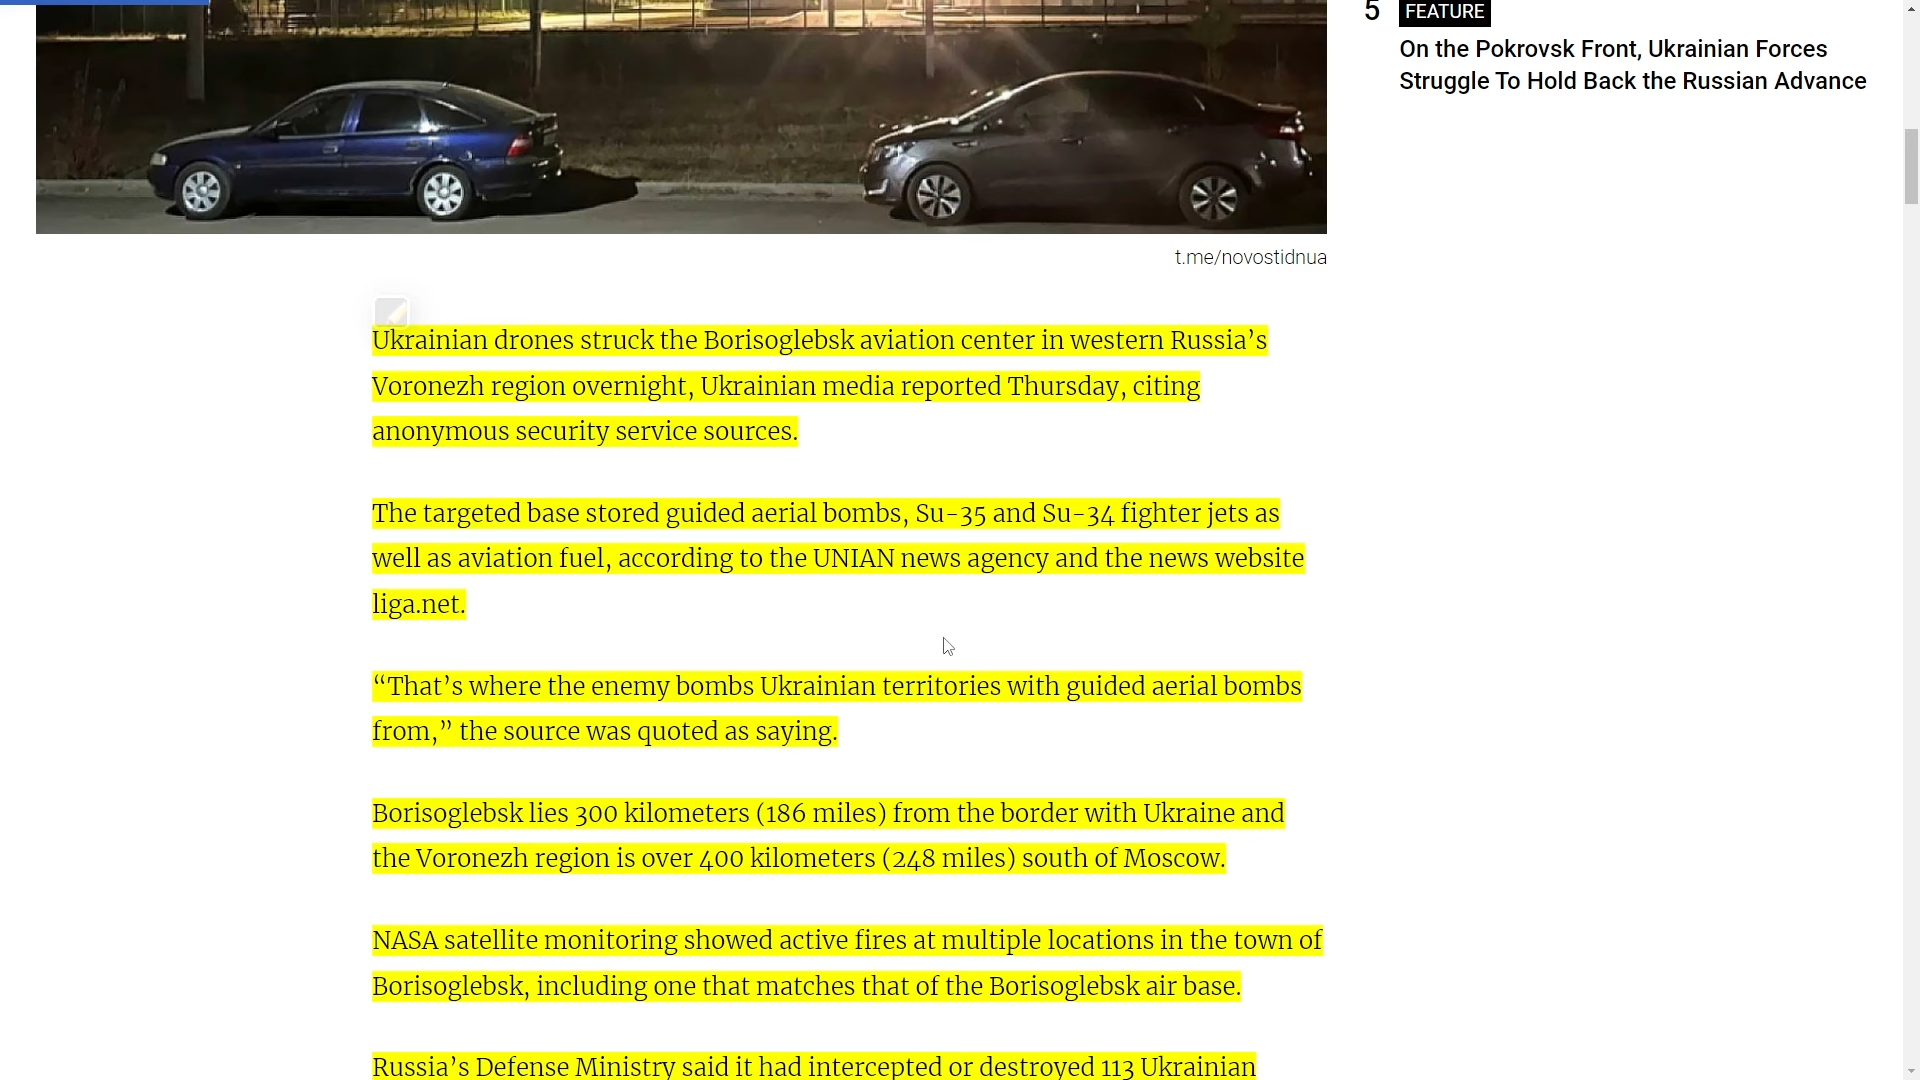 5 FEATURE
On the Pokrovsk Front, Ukrainian Forces
Struggle To Hold Back the Russian Advance
t.me/novostidnua
Ukrainian drones struck the Borisoglebsk aviation center in western Russia’s
Voronezh region overnight, Ukrainian media reported Thursday, citing
anonymous security service sources.
The targeted base stored guided aerial bombs, Su-35 and Su-34 fighter jets as
well as aviation fuel, according to the UNIAN news agency and the news website
liga.net.
“That’s where the enemy bombs Ukrainian territories with guided aerial bombs
from,” the source was quoted as saying.
Borisoglebsk lies 300 kilometers (186 miles) from the border with Ukraine and
the Voronezh region is over 400 kilometers (248 miles) south of Moscow.
NASA satellite monitoring showed active fires at multiple locations in the town of
Borisoglebsk, including one that matches that of the Borisoglebsk air base.
Russia’s Defense Ministry said it had intercepted or destroyed 113 Ukrainian